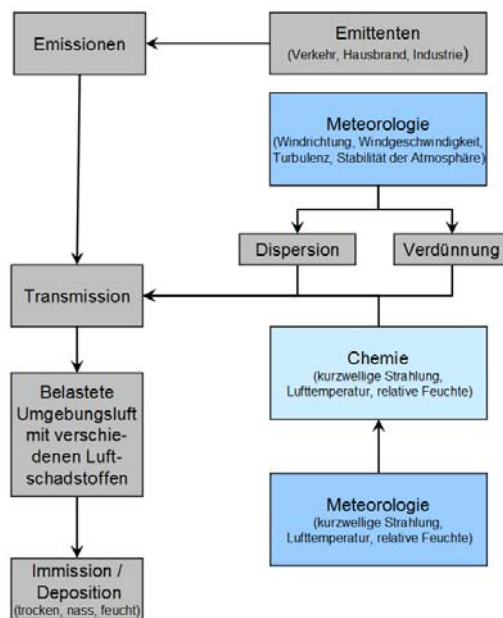 Emissionen
Emittenten
(Verkehr, Hausbrand, Industrie)
Meteorologie
(Windrichtung, Windgeschwindigkeit,
Turbulenz, Stabilität der Atmosphäre)
Dispersion
Verdünnung
Transmission
Chemie
(kurzwellige Strahlung,
Lufttemperatur, relative Feuchte)
Belastete
Umgebungsluft
mit verschie-
denen Luft-
schadstoffen
Meteorologie
(kurzwellige Strahlung,
Lufttemperatur, relative Feuchte)
Immission /
Deposition
(trocken, nass, feucht)